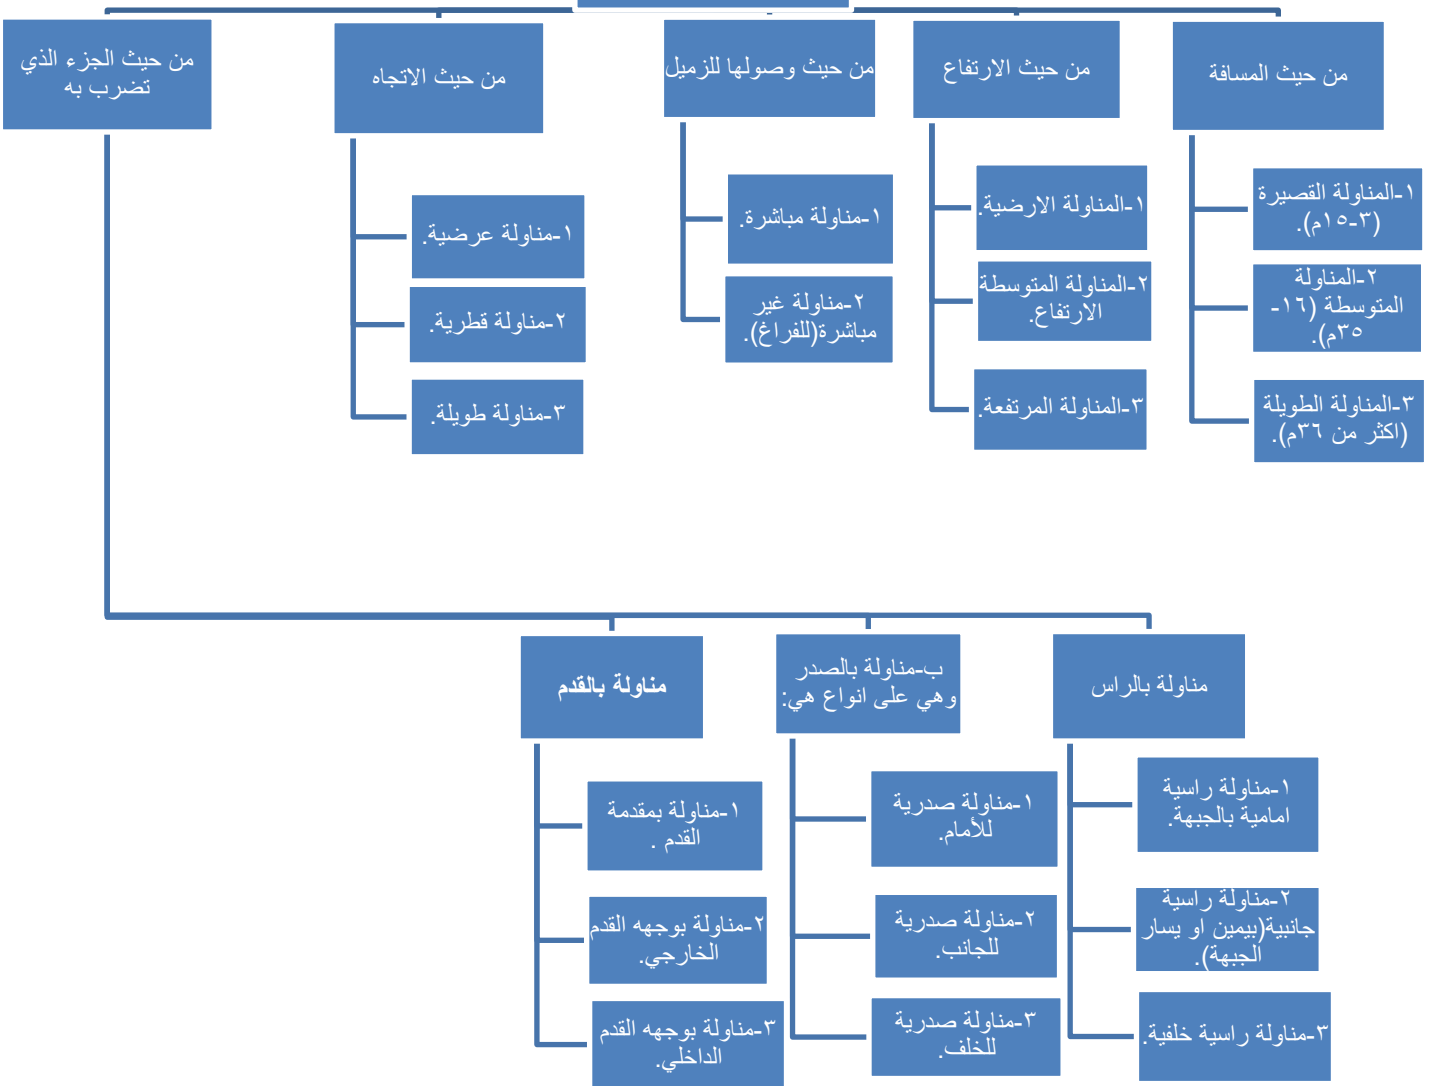 من حيث المسافة
من حيث الارتفاع
من حيث وصولها للزميل
من حيث الاتجاه
من حيث الجزء الذي
تضرب به
١-المناولة القصيرة
(٣-١٥م).
٢-المناولة
المتوسطة (١٦-
٣٥م).
٣-المناولة الطويلة
(اكثر من ٣٦م).
١-المناولة الارضية.
٢-المناولة المتوسطة
الارتفاع.
٣-المناولة المرتفعة.
١-مناولة مباشرة.
٢-مناولة غير
مباشرة(للفراغ).
١-مناولة عرضية.
٢-مناولة قطرية.
٣-مناولة طويلة.
مناولة بالراس
١-مناولة راسية
امامية بالجبهة.
٢-مناولة راسية
جانبية(بيمين او يسار
الجبهة).
٣-مناولة راسية خلفية.
ب-مناولة بالصدر
وهي على انواع هي:
١-مناولة صدرية
للأمام.
٢-مناولة صدرية
للجانب.
٣-مناولة صدرية
للخلف.
مناولة بالقدم
١-مناولة بمقدمة
القدم .
٢-مناولة بوجهه القدم
الخارجي.
٣-مناولة بوجهه القدم
الداخلي.